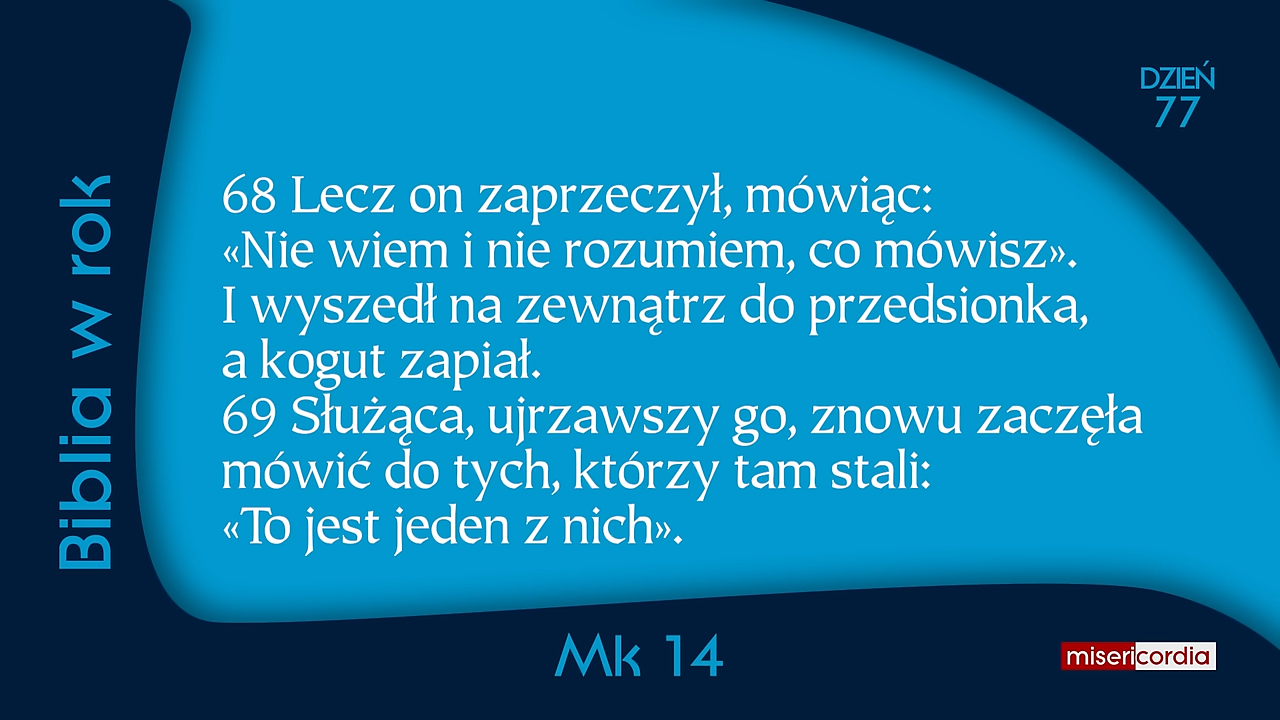 DZIEŃ
77
Biblia w rok
68 Lecz on zaprzeczył, mówiąc:
«Nie wiem i nie rozumiem, co mówisz».
I wyszedł na zewnątrz do przedsionka,
a kogut zapiał.
69 Służąca, ujrzawszy go, znowu zaczęła
mówić do tych, którzy tam stali:
«To jest jeden z nich».
Mk 14
misericordia